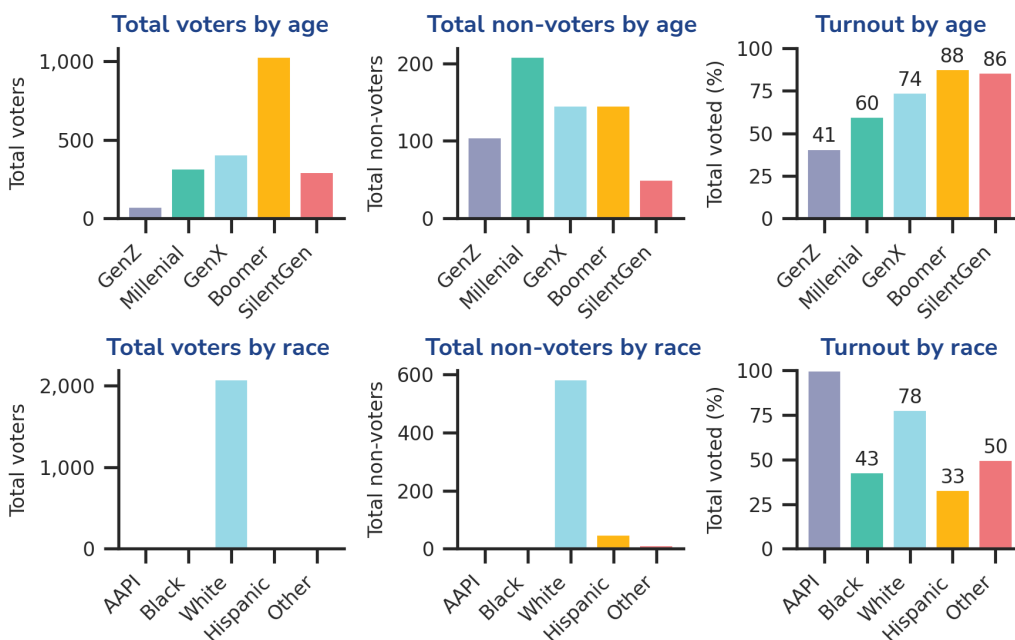 Total voters by age
Total voters
1,000
500
0
GenZ
Millenial
GenX
Boomer
SilentGen
Total non-voters by age
Total non-voters
200
100
0
GenZ
Millenial
GenX
Boomer
SilentGen
Turnout by age
Total voted (%)
100
75
50
25
0
41
60
74
88
86
GenZ
Millenial
GenX
Boomer
SilentGen
Total voters by race
Total voters
2,000
1,000
0
AAPI
Black
White
Hispanic
Other
Total non-voters by race
Total non-voters
600
400
200
0
AAPI
Black
White
Hispanic
Other
Turnout by race
Total voted (%)
100
75
50
25
0
43
78
33
50
AAPI
Black
White
Hispanic
Other